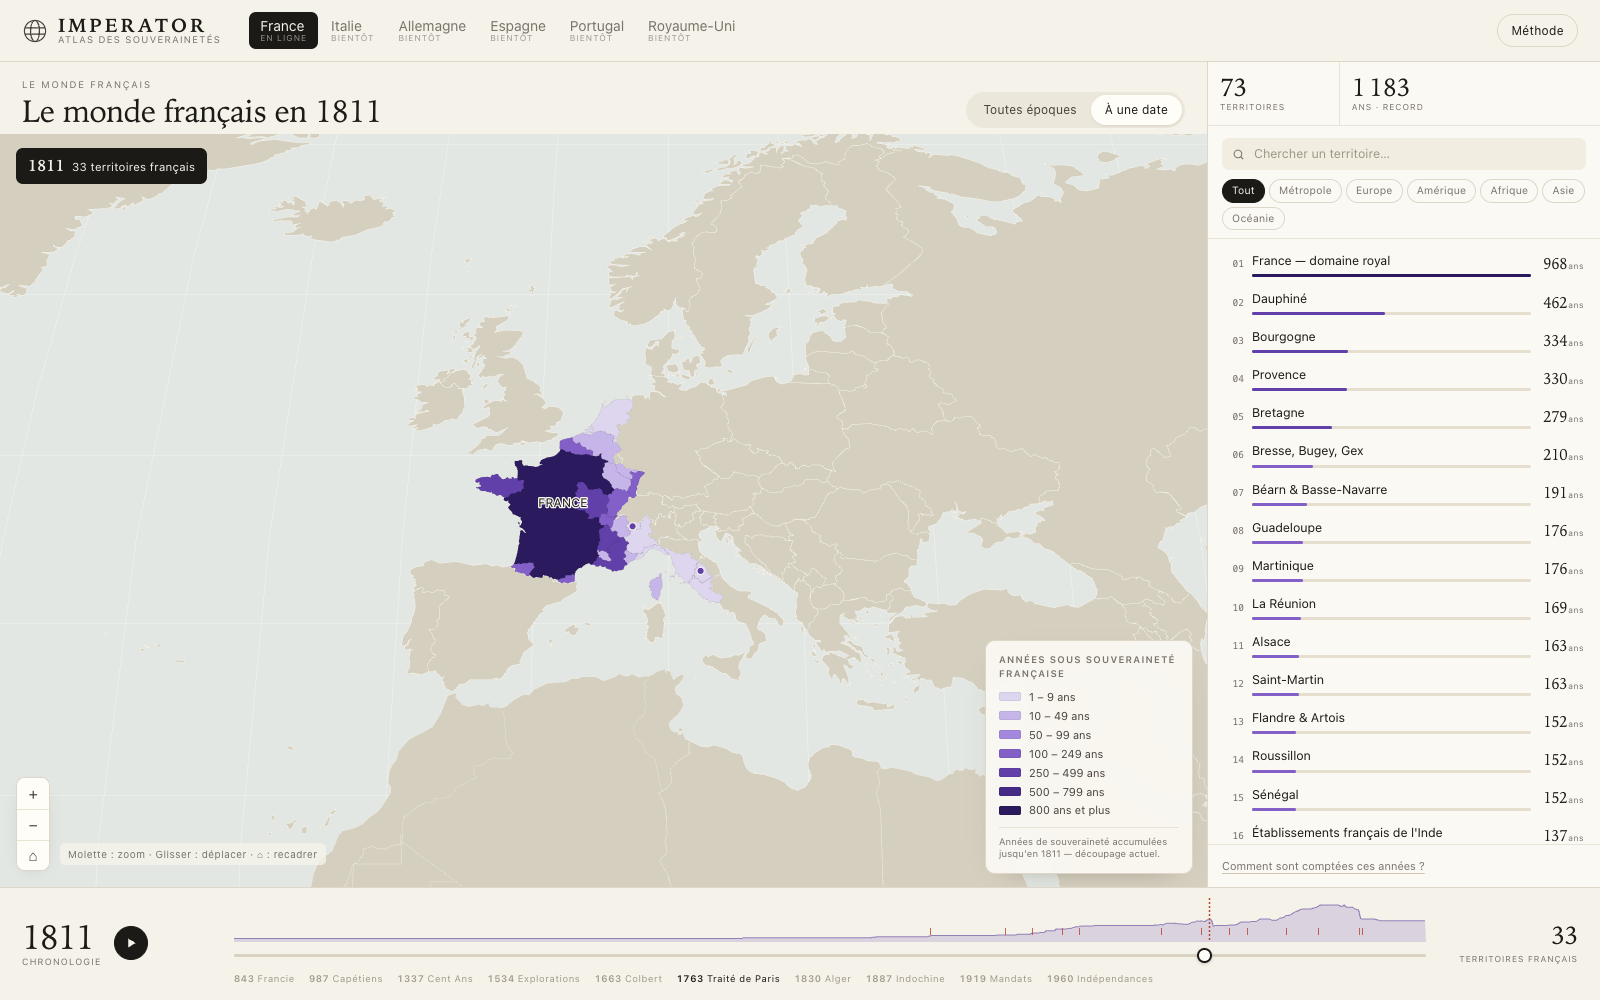 IMPERATOR
ATLAS DES SOUVERAINETÉS
France
EN LIGNE
Italie
BIENTÔT
Allemagne
BIENTÔT
Espagne
BIENTÔT
Portugal
BIENTÔT
Royaume-Uni
BIENTÔT
Méthode
LE MONDE FRANÇAIS
Le monde français en 1811
Toutes époques
À une date
1811 33 territoires français
FRANCE
ANNÉES SOUS SOUVERAINETÉ
FRANÇAISE
1 – 9 ans
10 – 49 ans
50 – 99 ans
100 – 249 ans
250 – 499 ans
500 – 799 ans
800 ans et plus
Années de souveraineté accumulées
jusqu'en 1811 — découpage actuel.
+
−
⌂
Molette : zoom · Glisser : déplacer · ⌂ : recadrer
73
TERRITOIRES
1 183
ANS · RECORD
Chercher un territoire…
Tout
Métropole
Europe
Amérique
Afrique
Asie
Océanie
01 France — domaine royal 968 ans
02 Dauphiné 462 ans
03 Bourgogne 334 ans
04 Provence 330 ans
05 Bretagne 279 ans
06 Bresse, Bugey, Gex 210 ans
07 Béarn & Basse-Navarre 191 ans
08 Guadeloupe 176 ans
09 Martinique 176 ans
10 La Réunion 169 ans
11 Alsace 163 ans
12 Saint-Martin 163 ans
13 Flandre & Artois 152 ans
14 Roussillon 152 ans
15 Sénégal 152 ans
16 Établissements français de l'Inde 137 ans
Comment sont comptées ces années ?
1811
CHRONOLOGIE
843 Francie
987 Capétiens
1337 Cent Ans
1534 Explorations
1663 Colbert
1763 Traité de Paris
1830 Alger
1887 Indochine
1919 Mandats
1960 Indépendances
33
TERRITOIRES FRANÇAIS